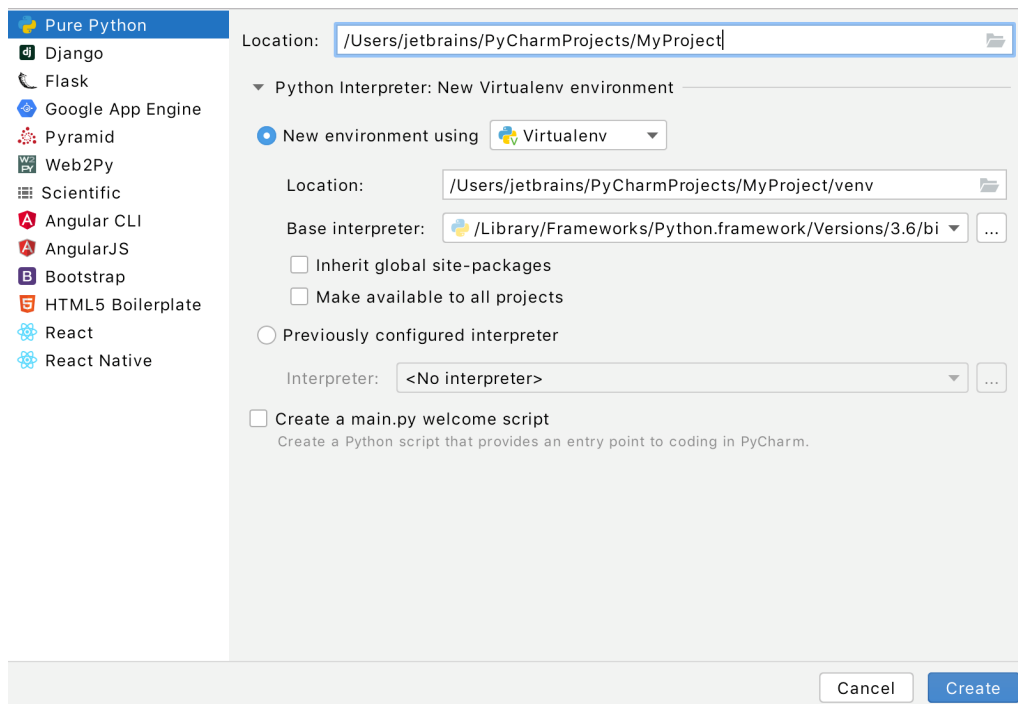 Pure Python
Django
Flask
Google App Engine
Pyramid
Web2Py
Scientific
Angular CLI
AngularJS
Bootstrap
HTML5 Boilerplate
React
React Native
Location: /Users/jetbrains/PyCharmProjects/MyProject
Python Interpreter: New Virtualenv environment
New environment using Virtualenv
Location: /Users/jetbrains/PyCharmProjects/MyProject/venv
Base interpreter: /Library/Frameworks/Python.framework/Versions/3.6/bi ...
Inherit global site-packages
Make available to all projects
Previously configured interpreter
Interpreter: <No interpreter> ...
Create a main.py welcome script
Create a Python script that provides an entry point to coding in PyCharm.
Cancel Create